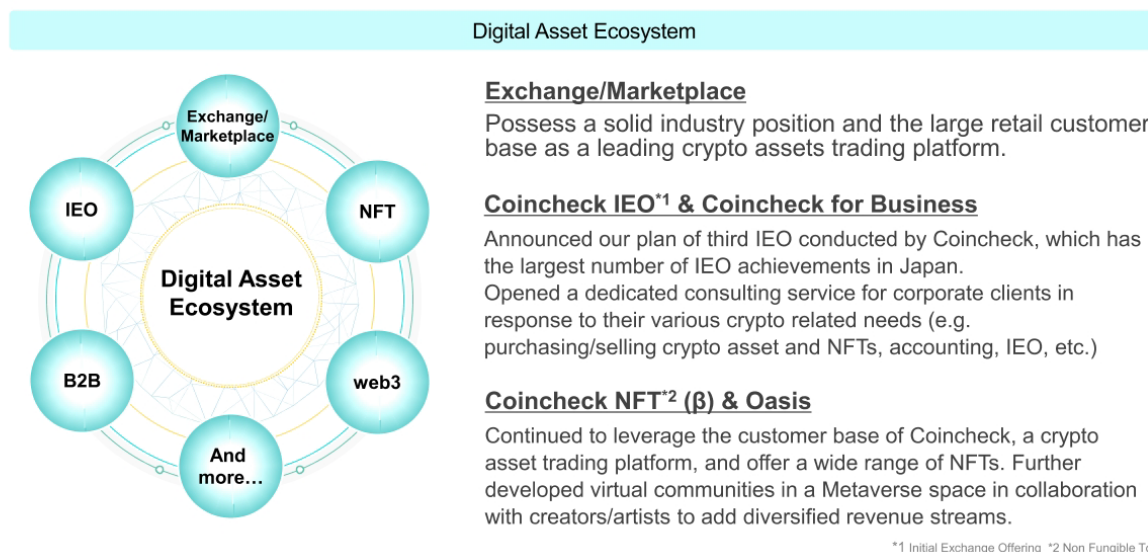 Digital Asset Ecosystem
Exchange/
Marketplace
IEO
NFT
Digital Asset
Ecosystem
B2B
web3
And
more…
Exchange/Marketplace
Possess a solid industry position and the large retail customer
base as a leading crypto assets trading platform.
Coincheck IEO*1 & Coincheck for Business
Announced our plan of third IEO conducted by Coincheck, which has
the largest number of IEO achievements in Japan.
Opened a dedicated consulting service for corporate clients in
response to their various crypto related needs (e.g.
purchasing/selling crypto asset and NFTs, accounting, IEO, etc.)
Coincheck NFT*2 (β) & Oasis
Continued to leverage the customer base of Coincheck, a crypto
asset trading platform, and offer a wide range of NFTs. Further
developed virtual communities in a Metaverse space in collaboration
with creators/artists to add diversified revenue streams.
*1 Initial Exchange Offering *2 Non Fungible